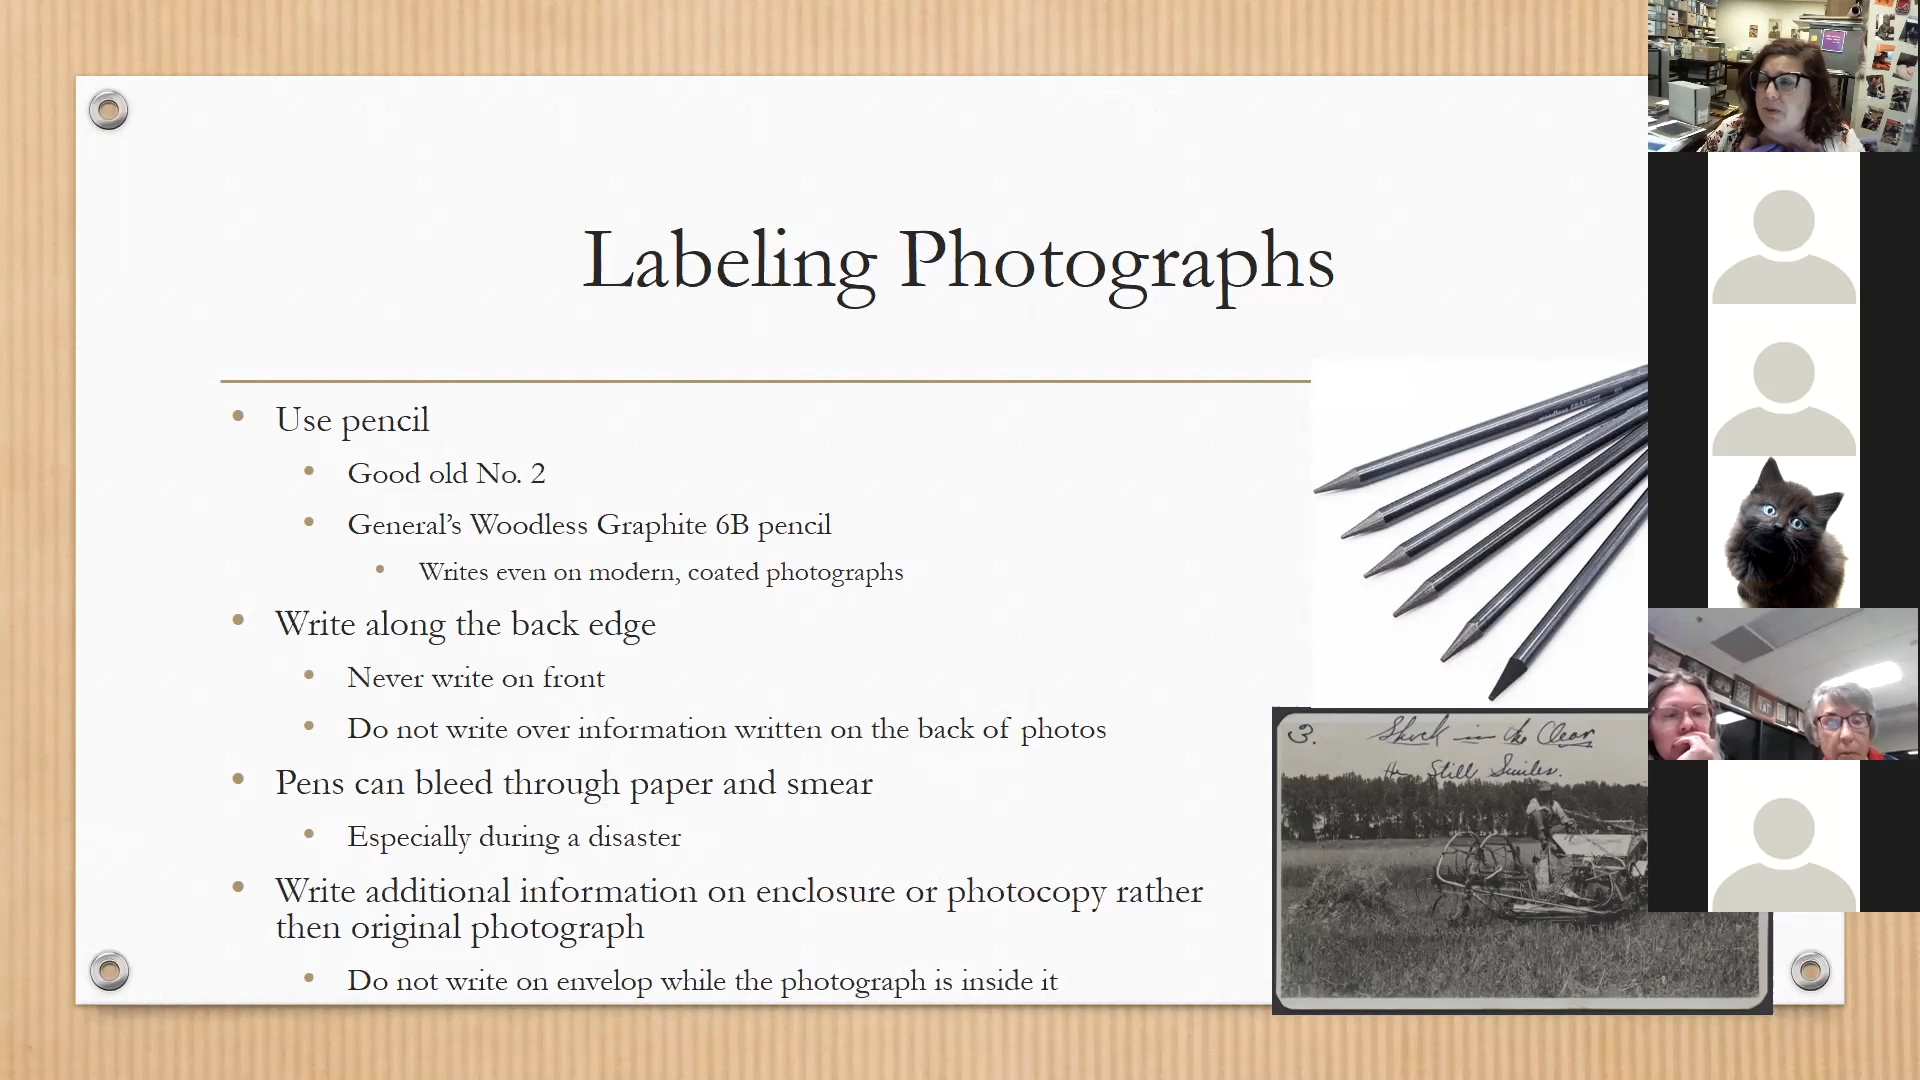 Labeling Photographs
Use pencil
Good old No. 2
General's Woodless Graphite 6B pencil
Writes even on modern, coated photographs
Write along the back edge
Never write on front
Do not write over information written on the back of photos
Pens can bleed through paper and smear
Especially during a disaster
Write additional information on enclosure or photocopy rather
then original photograph
Do not write on envelop while the photograph is inside it
3. in the Clear
He Still Smiles.